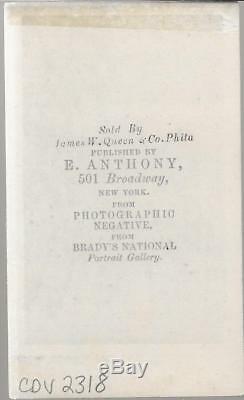 Sold By
James W. Queen & Co. Phila
PUBLISHED BY
E. ANTHONY,
501 Broadway,
NEW YORK.
FROM
PHOTOGRAPHIC
NEGATIVE,
FROM
BRADY'S NATIONAL
Portrait Gallery.
CDV 2318
ebay